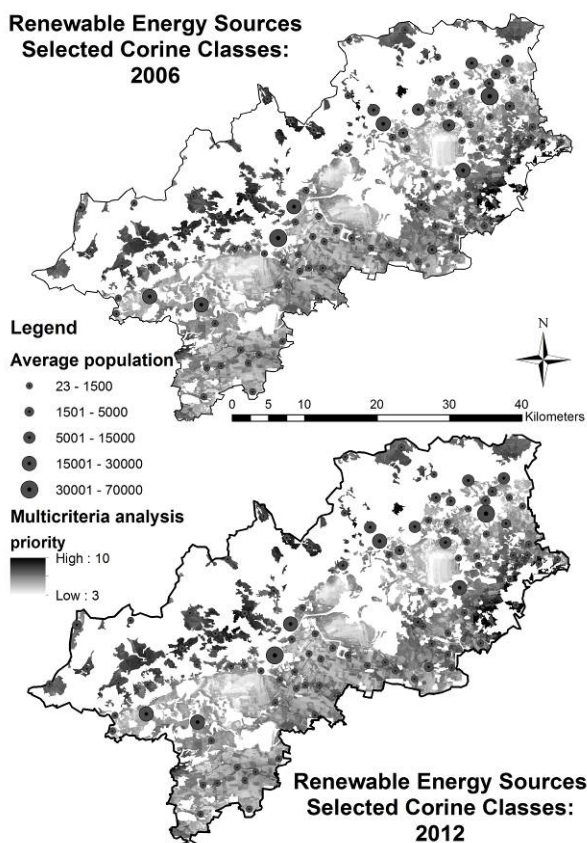 Renewable Energy Sources
Selected Corine Classes:
2006
Legend
Average population
23 - 1500
1501 - 5000
5001 - 15000
15001 - 30000
30001 - 70000
N
0 5 10 20 30 40
Kilometers
Multicriteria analysis
priority
High : 10
Low : 3
Renewable Energy Sources
Selected Corine Classes:
2012